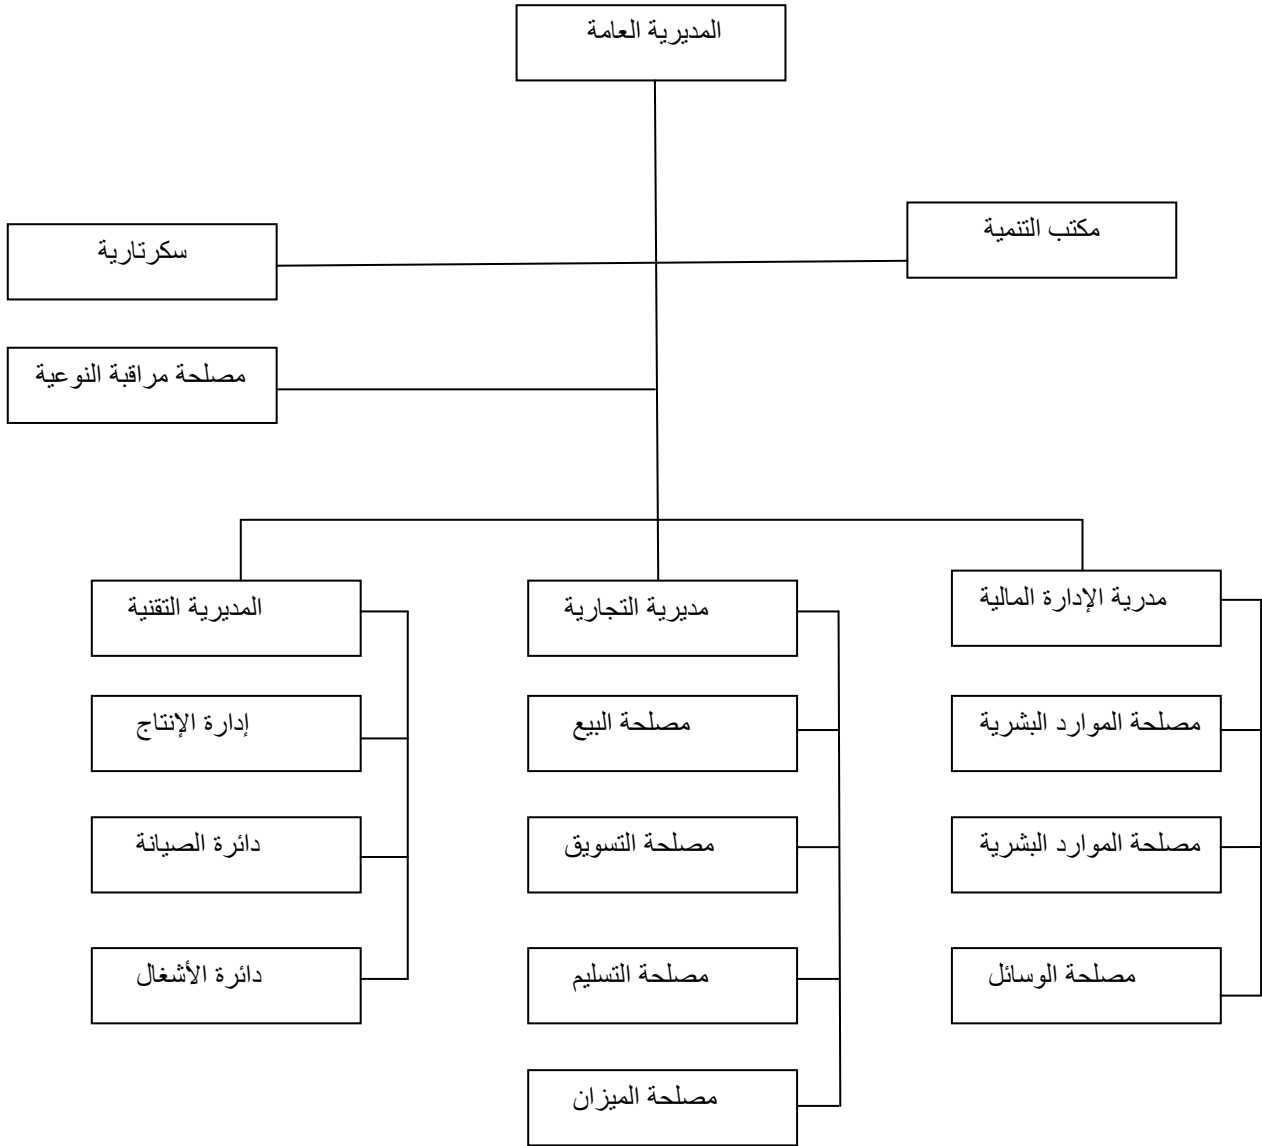 المديرية العامة
مكتب التنمية
سكرتارية
مصلحة مراقبة النوعية
مدرية الإدارة المالية
مديرية التجارية
المديرية التقنية
مصلحة الموارد البشرية
مصلحة البيع
إدارة الإنتاج
مصلحة الموارد البشرية
مصلحة التسويق
دائرة الصيانة
مصلحة الوسائل
مصلحة التسليم
دائرة الأشغال
مصلحة الميزان